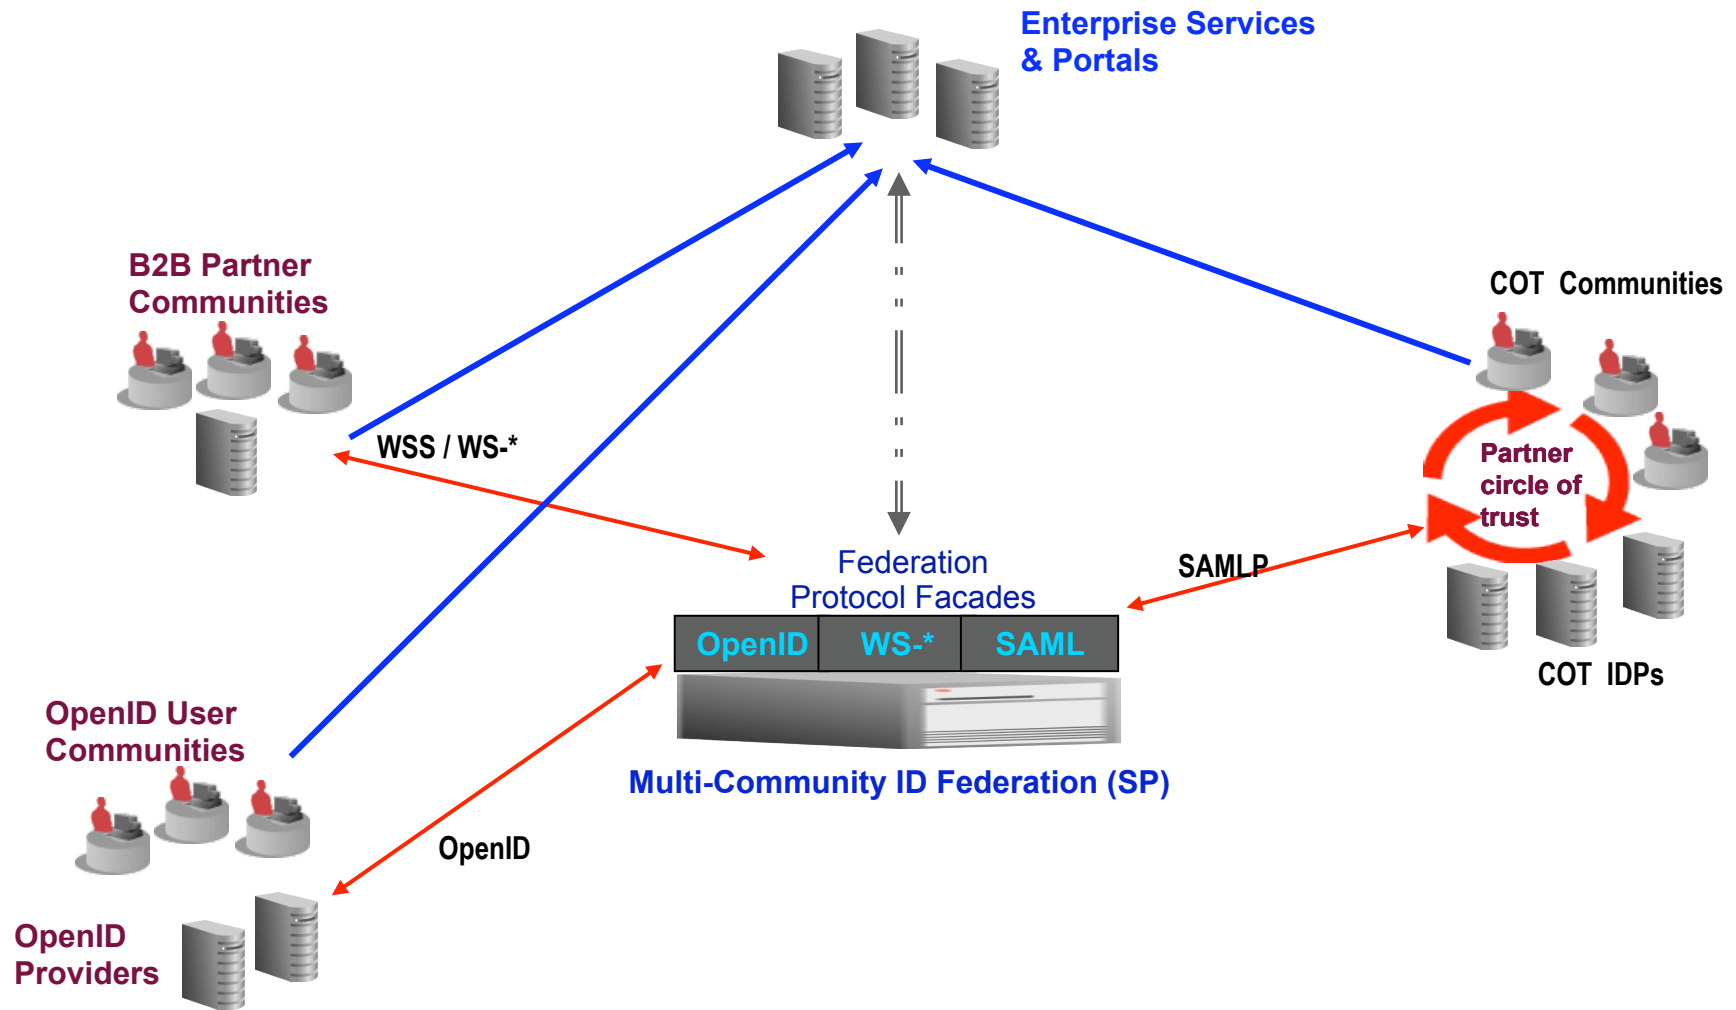 Enterprise Services
& Portals
B2B Partner
Communities
COT  Communities
WSS / WS-*
Partner
circle of
trust
Federation
Protocol Facades
SAMLP
OpenID
WS-*
SAML
COT  IDPs
OpenID User
Communities
Multi-Community ID Federation (SP)
OpenID
OpenID
Providers